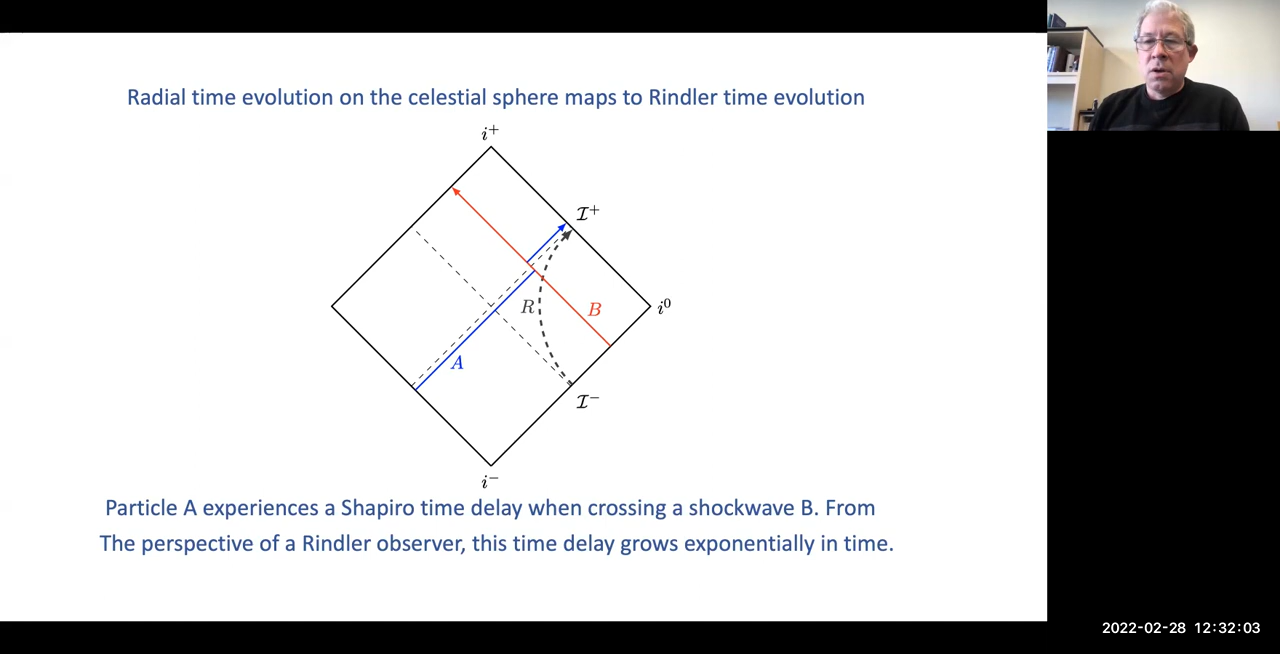 Radial time evolution on the celestial sphere maps to Rindler time evolution
i⁺
ℐ⁺
R
B
i⁰
A
ℐ⁻
i⁻
Particle A experiences a Shapiro time delay when crossing a shockwave B. From
The perspective of a Rindler observer, this time delay grows exponentially in time.
2022-02-28 12:32:03